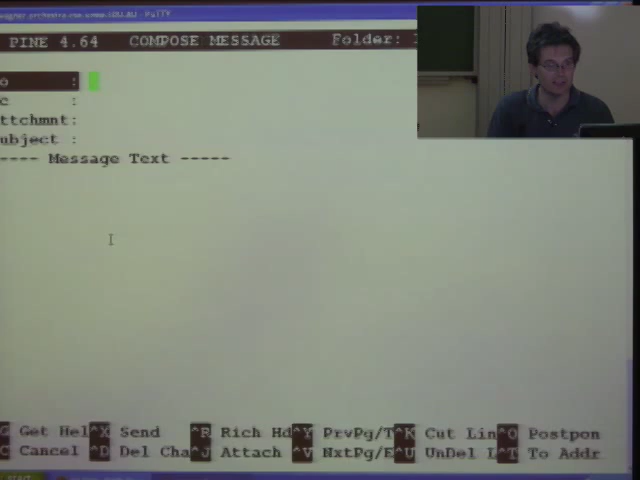 PINE 4.64 COMPOSE MESSAGE Folder:
o :
c :
ttchmnt:
ubject :
---- Message Text -----
G Get Hel ^X Send ^R Rich Hd ^Y PrvPg/T ^K Cut Lin ^O Postpon
C Cancel ^D Del Cha ^J Attach ^V NxtPg/E ^U UnDel L ^T To Addr